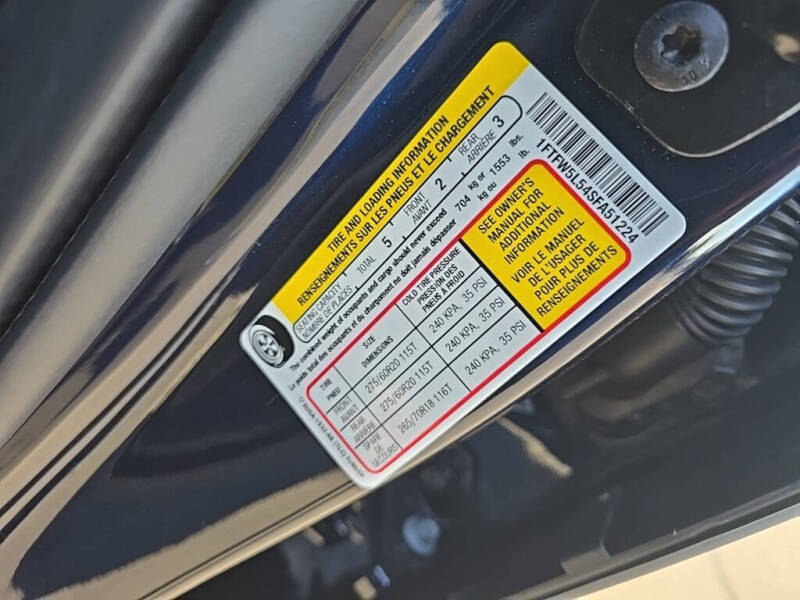 TIRE AND LOADING INFORMATION
RENSEIGNEMENTS SUR LES PNEUS ET LE CHARGEMENT
SEATING CAPACITY TOTAL 5 FRONT 2 REAR 3
NOMBRE DE PLACES AVANT ARRIÈRE
The combined weight of occupants and cargo should never exceed 704 kg or 1553 lbs.
Le poids total des occupants et du chargement ne doit jamais dépasser kg ou lb.
TIRE SIZE COLD TIRE PRESSURE
PNEU DIMENSIONS PRESSION DES
PNEUS À FROID
FRONT 275/60R20 115T 240 KPA, 35 PSI
AVANT
REAR 275/60R20 115T 240 KPA, 35 PSI
ARRIÈRE
SPARE 265/70R18 116T 240 KPA, 35 PSI
DE
SECOURS
SEE OWNER'S
MANUAL FOR
ADDITIONAL
INFORMATION
VOIR LE MANUEL
DE L'USAGER
POUR PLUS DE
RENSEIGNEMENTS
1FTFW5L54SFA51224